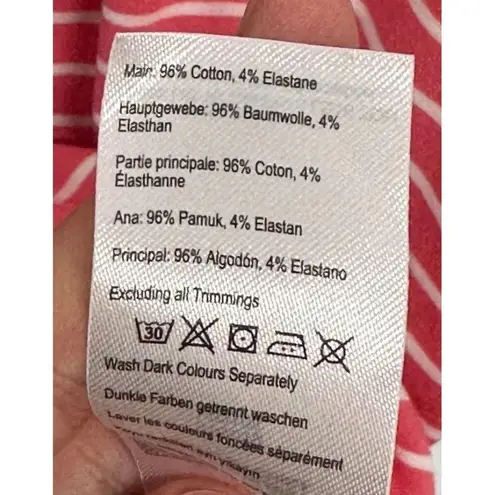 Main: 96% Cotton, 4% Elastane
Hauptgewebe: 96% Baumwolle, 4%
Elasthan
Partie principale: 96% Coton, 4%
Élasthanne
Ana: 96% Pamuk, 4% Elastan
Principal: 96% Algodón, 4% Elastano
Excluding all Trimmings
30
Wash Dark Colours Separately
Dunkle Farben getrennt waschen
Laver les couleurs foncées séparément
ayrı yıkayın